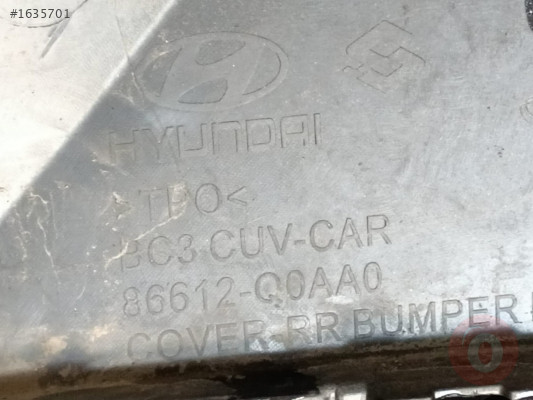 #1635701
HYUNDAI
>TPO<
BC3 CUV-CAR
86612-Q0AA0
COVER-RR BUMPER